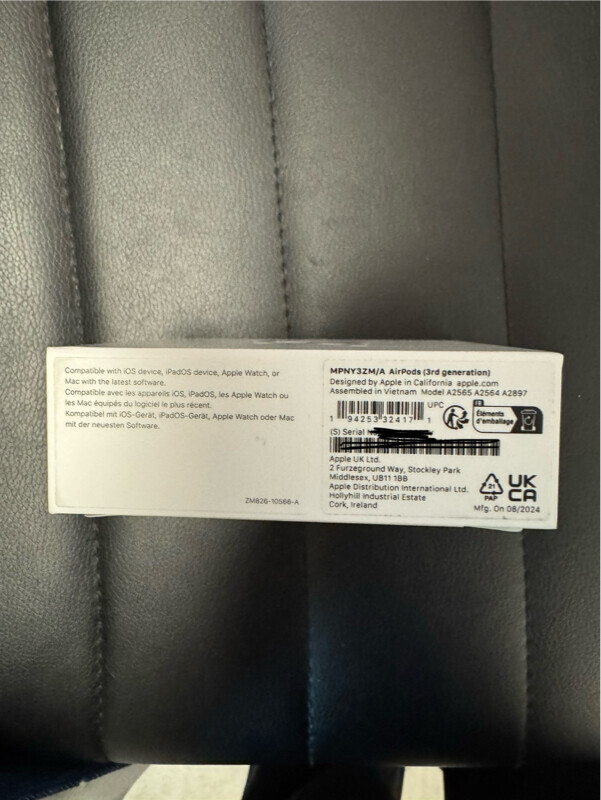 Compatible with iOS device, iPadOS device, Apple Watch, or
Mac with the latest software.
Compatible avec les appareils iOS, iPadOS, les Apple Watch ou
les Mac équipés du logiciel le plus récent.
Kompatibel mit iOS-Gerät, iPadOS-Gerät, Apple Watch oder Mac
mit der neuesten Software.
ZM826-10566-A
MPNY3ZM/A AirPods (3rd generation)
Designed by Apple in California apple.com
Assembled in Vietnam Model A2565 A2564 A2897
UPC
1 94253 32417 1
FR
Éléments
d'emballage
(S) Serial
Apple UK Ltd.
2 Furzeground Way, Stockley Park
Middlesex, UB11 1BB
Apple Distribution International Ltd.
Hollyhill Industrial Estate
Cork, Ireland
21
PAP
UK
CA
Mfg. On 08/2024